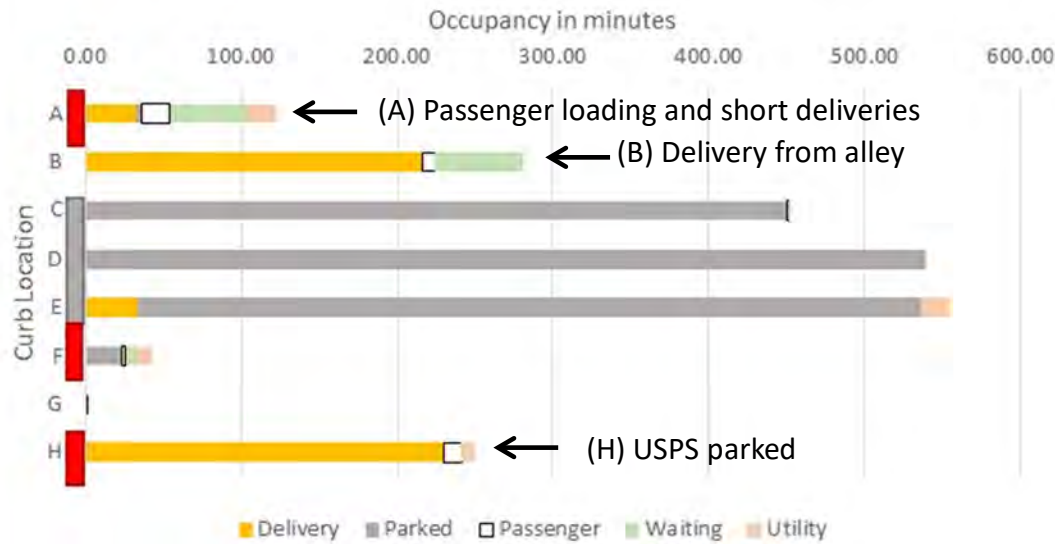 Occupancy in minutes
0.00 100.00 200.00 300.00 400.00 500.00 600.00
Curb Location
A
(A) Passenger loading and short deliveries
B
(B) Delivery from alley
C
D
E
F
G
H
(H) USPS parked
Delivery Parked Passenger Waiting Utility